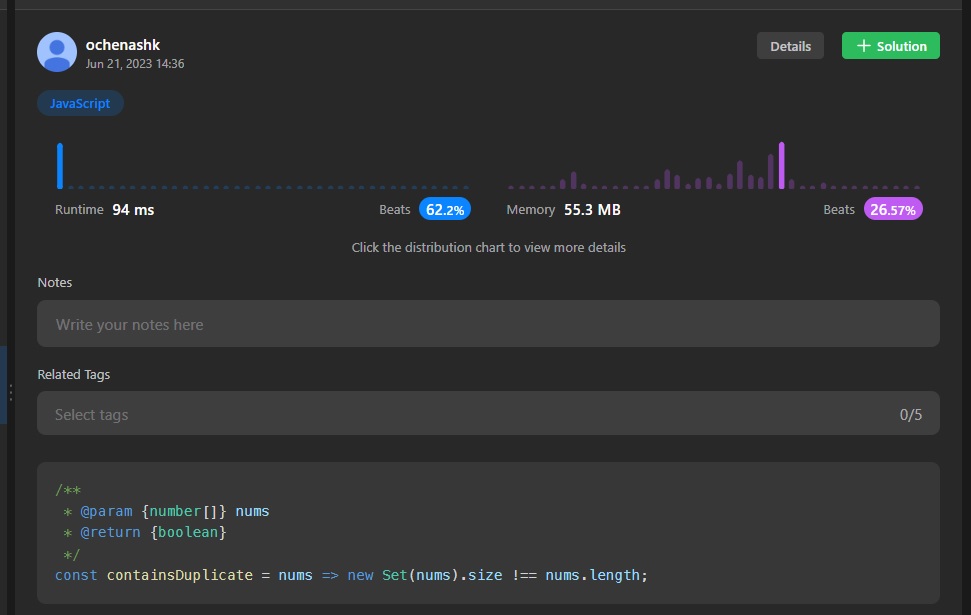 ochenashk
Jun 21, 2023 14:36
Details
+ Solution
JavaScript
Runtime 94 ms
Beats 62.2%
Memory 55.3 MB
Beats 26.57%
Click the distribution chart to view more details
Notes
Write your notes here
Related Tags
Select tags
0/5
/**
 * @param {number[]} nums
 * @return {boolean}
 */
const containsDuplicate = nums => new Set(nums).size !== nums.length;